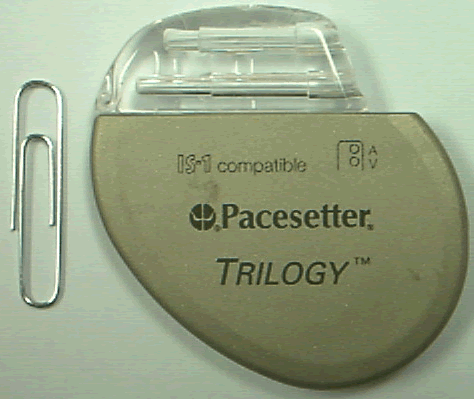 IS-1 compatible
A
V
Pacesetter®
TRILOGY™